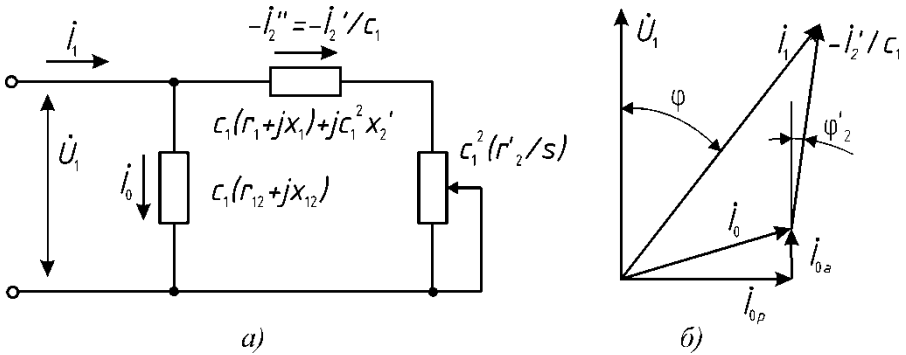 İ₁
-İ₂''=-İ₂'/c₁
U̇₁
İ₀
c₁(r₁+jx₁)+jc₁²x₂'
c₁(r₁₂+jx₁₂)
c₁²(r'₂/s)
а)
U̇₁
İ₁
-İ₂'/c₁
φ
φ'₂
İ₀
İ₀ₐ
İ₀ₚ
б)